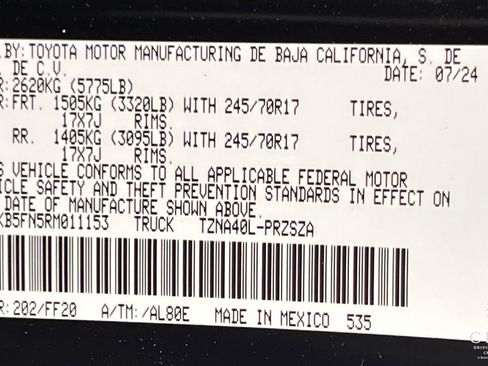 BY: TOYOTA MOTOR MANUFACTURING DE BAJA CALIFORNIA, S. DE
DE C.V. DATE: 07/24
R: 2620KG (5775LB)
R: FRT. 1505KG (3320LB) WITH 245/70R17 TIRES,
17X7J RIMS.
RR. 1405KG (3095LB) WITH 245/70R17 TIRES,
17X7J RIMS.
S VEHICLE CONFORMS TO ALL APPLICABLE FEDERAL MOTOR
ICLE SAFETY AND THEFT PREVENTION STANDARDS IN EFFECT ON
DATE OF MANUFACTURE SHOWN ABOVE.
KB5FN5RM011153 TRUCK TZNA40L-PRZSZA
R: 202/FF20 A/TM: /AL80E MADE IN MEXICO 535